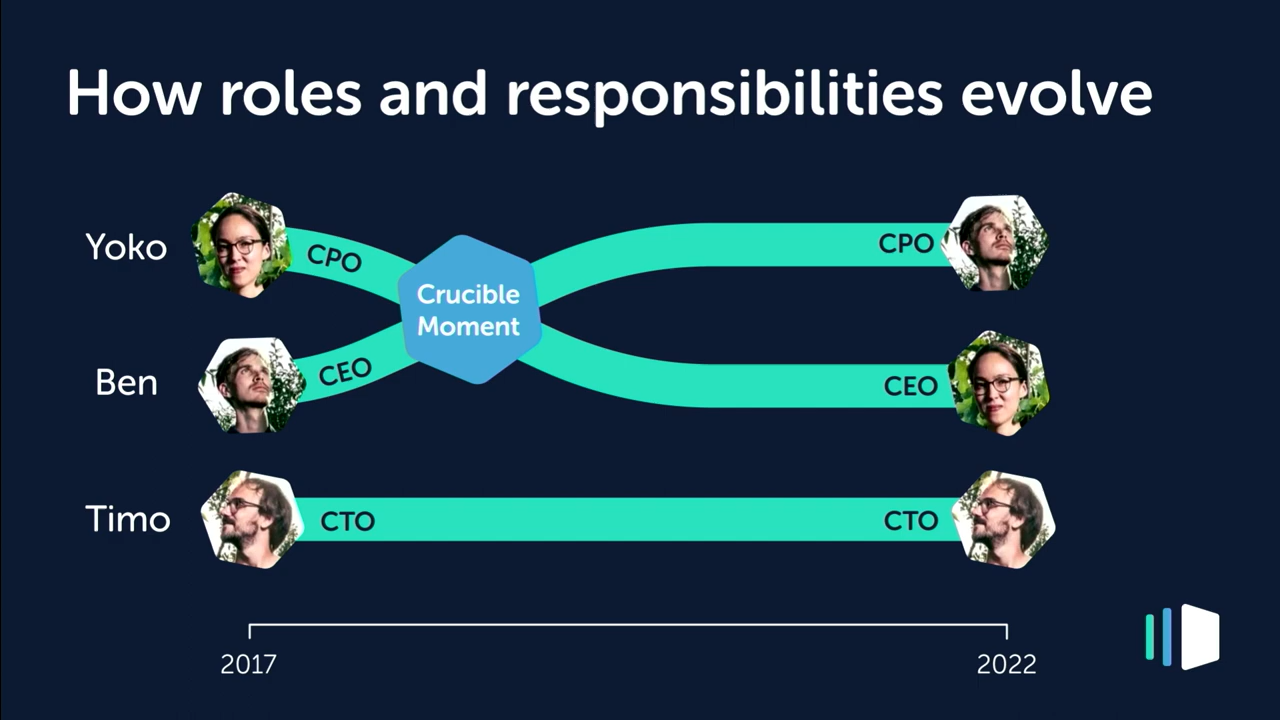 How roles and responsibilities evolve
Yoko
CPO
CPO
Crucible
Moment
Ben
CEO
CEO
Timo
CTO
CTO
2017
2022